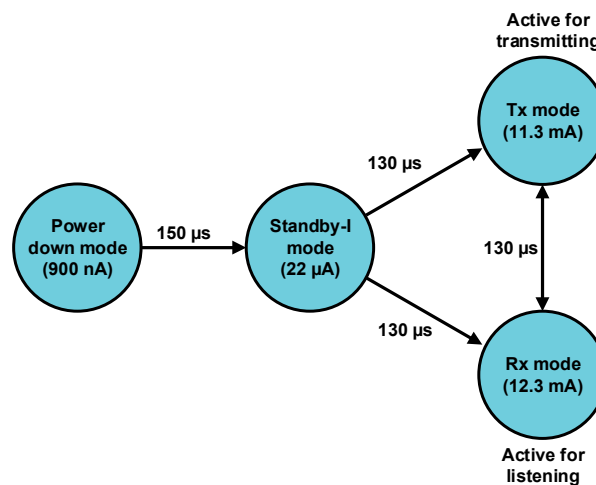 Active for
transmitting
Tx mode
(11.3 mA)
130 µs
Power
down mode
(900 nA)
150 µs
Standby-I
mode
(22 µA)
130 µs
130 µs
Rx mode
(12.3 mA)
Active for
listening